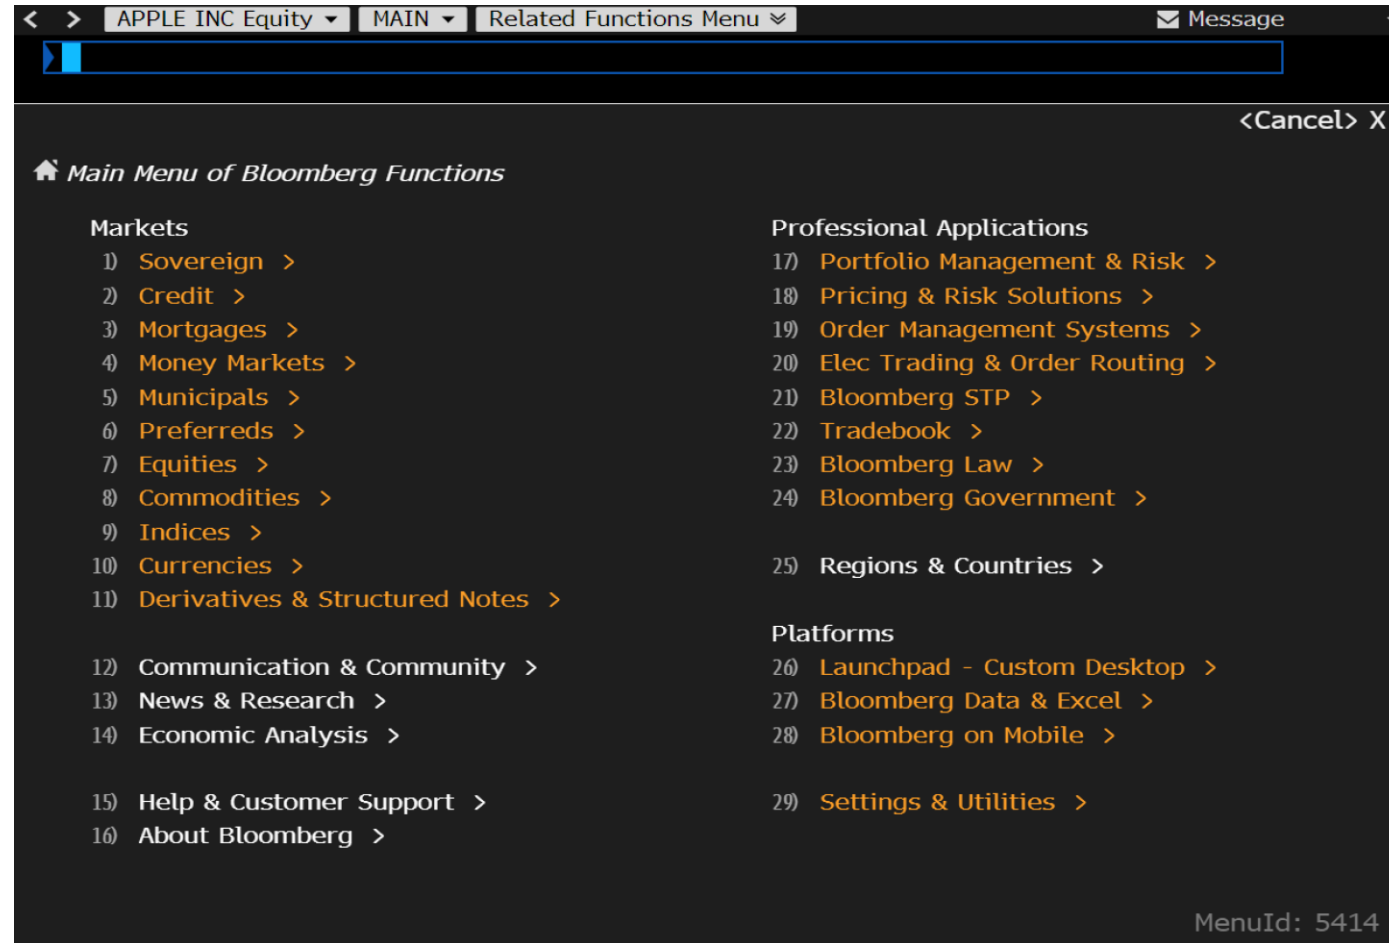 < > APPLE INC Equity MAIN Related Functions Menu Message
<Cancel> X
Main Menu of Bloomberg Functions
Markets
1) Sovereign >
2) Credit >
3) Mortgages >
4) Money Markets >
5) Municipals >
6) Preferreds >
7) Equities >
8) Commodities >
9) Indices >
10) Currencies >
11) Derivatives & Structured Notes >
12) Communication & Community >
13) News & Research >
14) Economic Analysis >
15) Help & Customer Support >
16) About Bloomberg >
Professional Applications
17) Portfolio Management & Risk >
18) Pricing & Risk Solutions >
19) Order Management Systems >
20) Elec Trading & Order Routing >
21) Bloomberg STP >
22) Tradebook >
23) Bloomberg Law >
24) Bloomberg Government >
25) Regions & Countries >
Platforms
26) Launchpad - Custom Desktop >
27) Bloomberg Data & Excel >
28) Bloomberg on Mobile >
29) Settings & Utilities >
MenuId: 5414